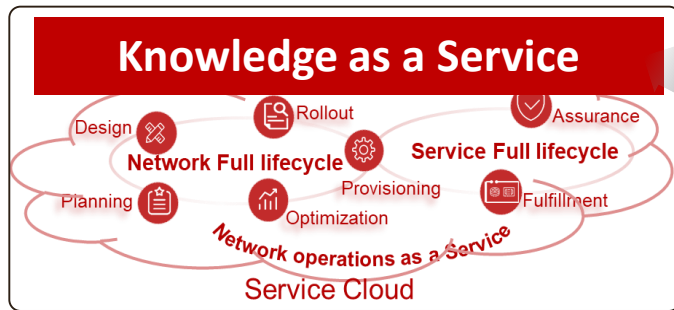 Knowledge as a Service
Rollout
Assurance
Design
Network Full lifecycle
Service Full lifecycle
Provisioning
Planning
Fulfillment
Optimization
Network operations as a Service
Service Cloud